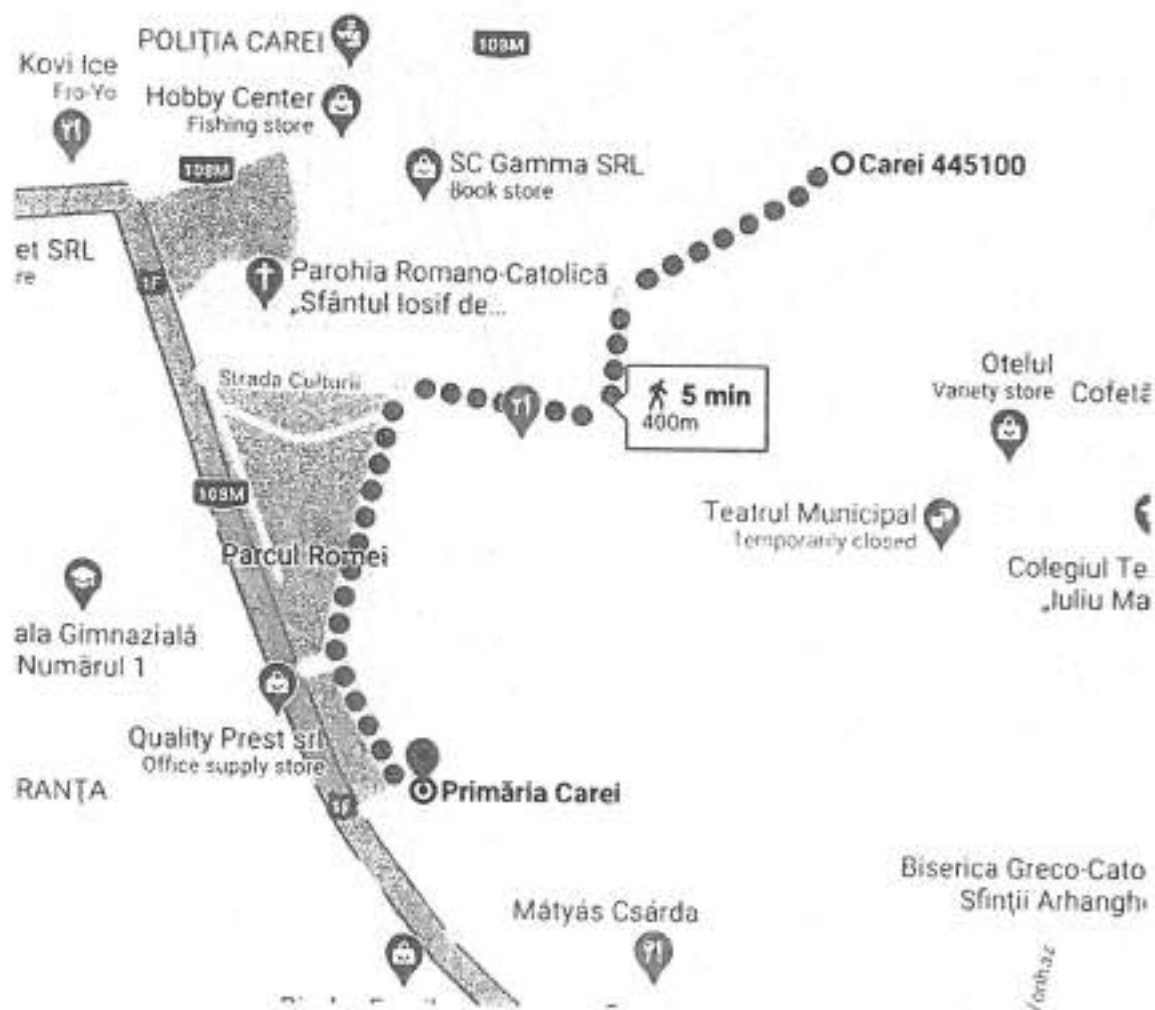 POLIȚIA CAREI
108M
Kovi Ice
Fro-Yo
Hobby Center
Fishing store
108M
SC Gamma SRL
Book store
Carei 445100
et SRL
re
1F
Parohia Romano-Catolică
„Sfântul Iosif de...
Strada Culturii
5 min
400m
Otelul
Variety store
Cofetă
108M
Teatrul Municipal
Temporarily closed
Parcul Romei
Colegiul Te
„Iuliu Ma
ala Gimnazială
Numărul 1
Quality Prest srl
Office supply store
RANȚA
Primăria Carei
1F
Biserica Greco-Cato
Sfinții Arhanghe
Mátyás Csárda